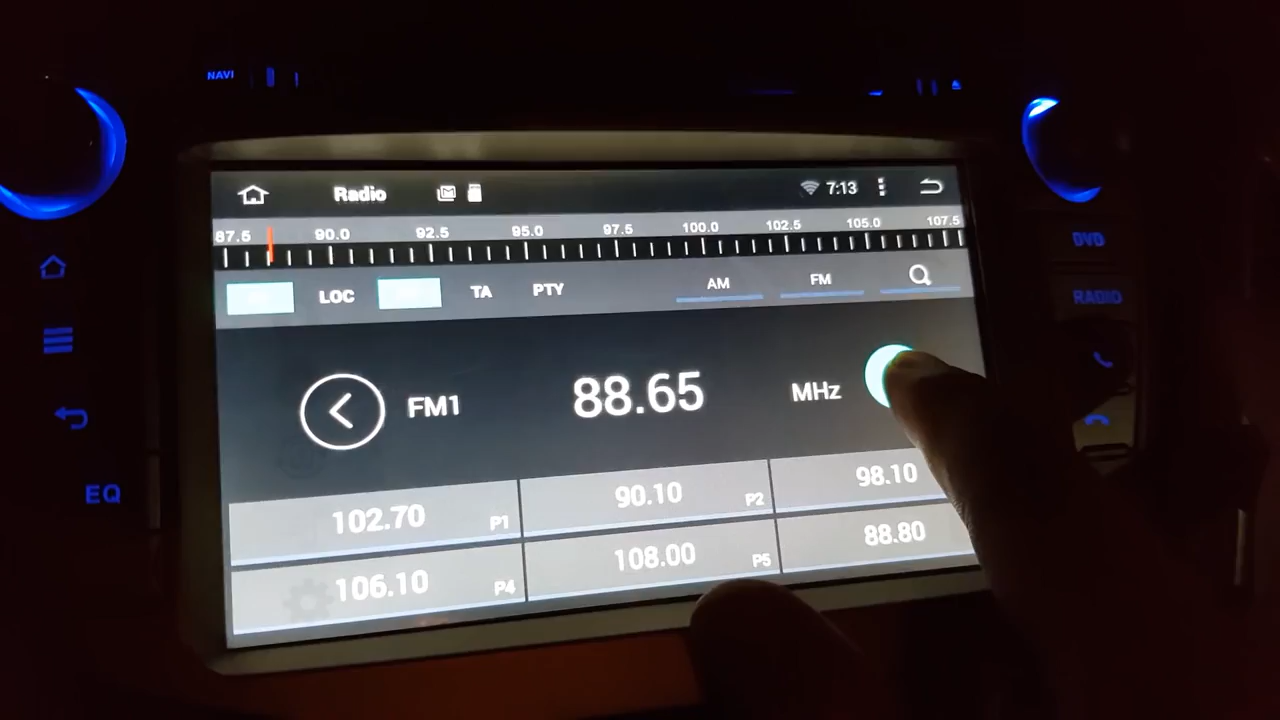 NAVI
Radio 7:13
87.5 90.0 92.5 95.0 97.5 100.0 102.5 105.0 107.5
LOC TA PTY AM FM
FM1 88.65 MHz
102.70 P1 90.10 P2 98.10
106.10 P4 108.00 P5 88.80
EQ
DVD
RADIO